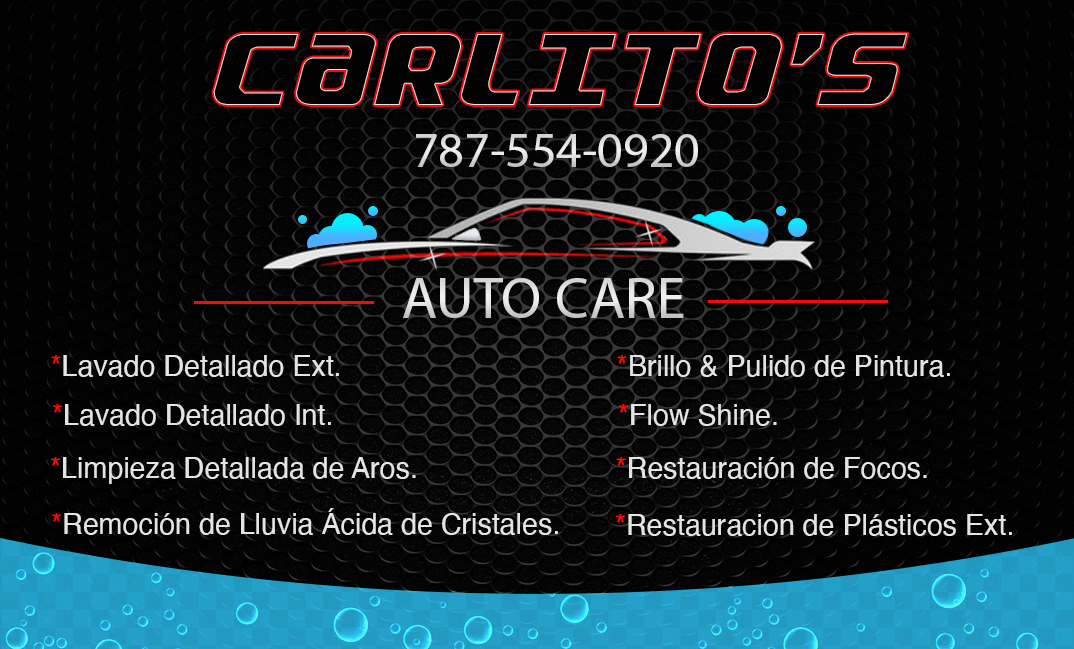 CARLITO'S
787-554-0920
AUTO CARE
*Lavado Detallado Ext.
*Lavado Detallado Int.
*Limpieza Detallada de Aros.
*Remoción de Lluvia Ácida de Cristales.
*Brillo & Pulido de Pintura.
*Flow Shine.
*Restauración de Focos.
*Restauracion de Plásticos Ext.